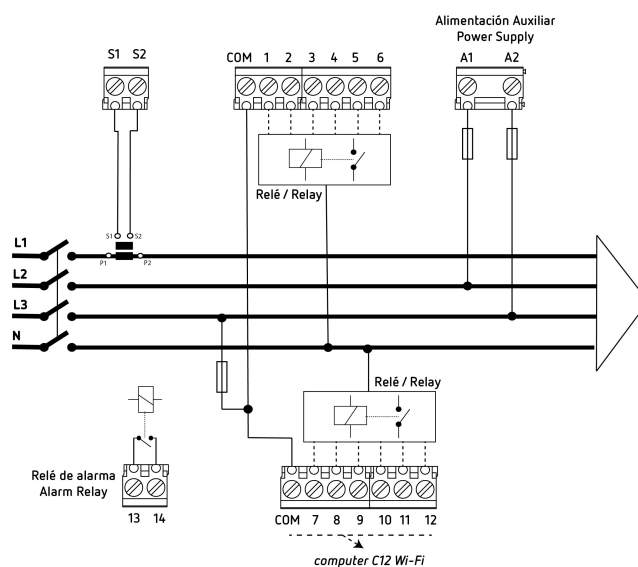 Alimentación Auxiliar
Power Supply
S1 S2
COM 1 2 3 4 5 6
A1 A2
Relé / Relay
S1 S2
P1 P2
L1
L2
L3
N
Relé / Relay
Relé de alarma
Alarm Relay
13 14
COM 7 8 9 10 11 12
computer C12 Wi-Fi